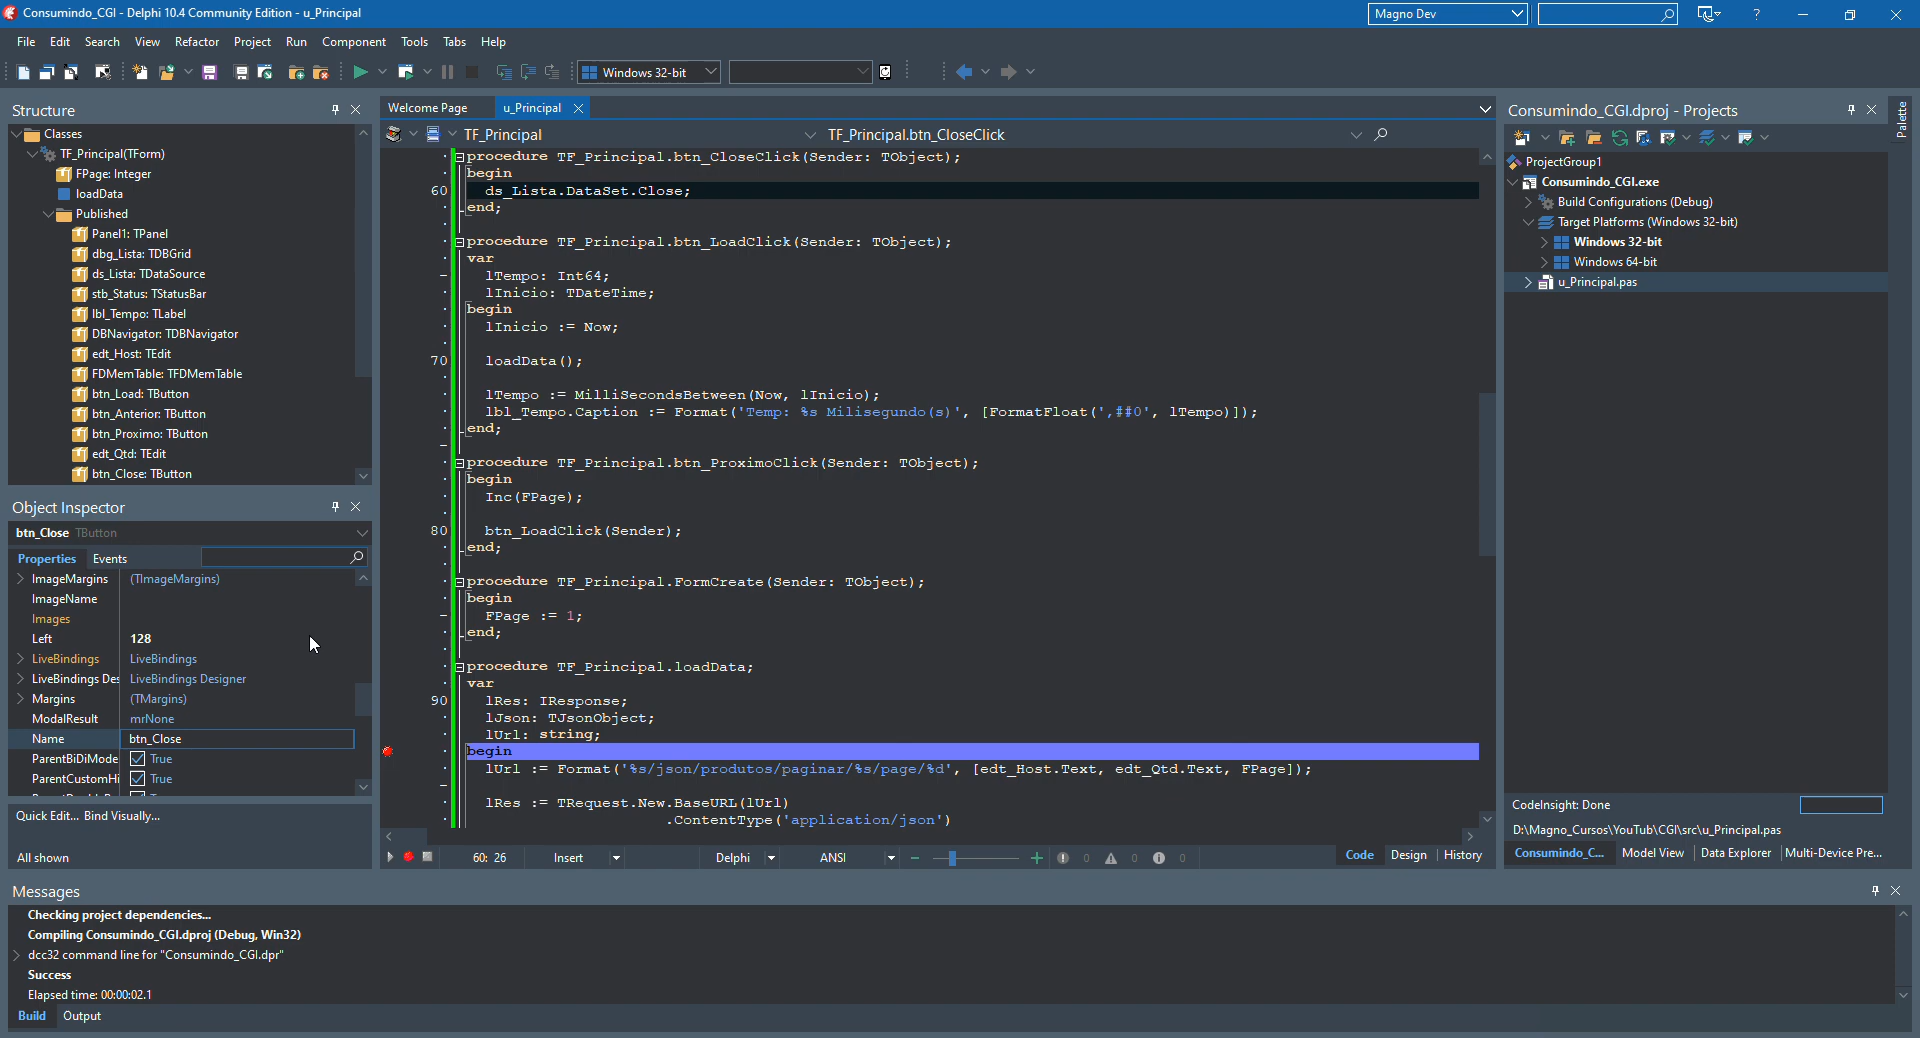 Consumindo_CGI - Delphi 10.4 Community Edition - u_Principal
Magno Dev
?
File Edit Search View Refactor Project Run Component Tools Tabs Help
Windows 32-bit
Structure
Classes
TF_Principal(TForm)
FPage: Integer
loadData
Published
Panel1: TPanel
dbg_Lista: TDBGrid
ds_Lista: TDataSource
stb_Status: TStatusBar
lbl_Tempo: TLabel
DBNavigator: TDBNavigator
edt_Host: TEdit
FDMemTable: TFDMemTable
btn_Load: TButton
btn_Anterior: TButton
btn_Proximo: TButton
edt_Qtd: TEdit
btn_Close: TButton
Object Inspector
btn_Close TButton
Properties Events
ImageMargins (TImageMargins)
ImageName
Images
Left 128
LiveBindings LiveBindings
LiveBindings Des LiveBindings Designer
Margins (TMargins)
ModalResult mrNone
Name btn_Close
ParentBiDiMode True
ParentCustomHi True
Quick Edit... Bind Visually...
All shown
Welcome Page u_Principal
TF_Principal TF_Principal.btn_CloseClick
procedure TF_Principal.btn_CloseClick(Sender: TObject);
begin
60 ds_Lista.DataSet.Close;
end;
procedure TF_Principal.btn_LoadClick(Sender: TObject);
var
lTempo: Int64;
lInicio: TDateTime;
begin
lInicio := Now;
70 loadData();
lTempo := MilliSecondsBetween(Now, lInicio);
lbl_Tempo.Caption := Format('Temp: %s Milisegundo(s)', [FormatFloat(',##0', lTempo)]);
end;
procedure TF_Principal.btn_ProximoClick(Sender: TObject);
begin
Inc(FPage);
80 btn_LoadClick(Sender);
end;
procedure TF_Principal.FormCreate(Sender: TObject);
begin
FPage := 1;
end;
procedure TF_Principal.loadData;
var
90 lRes: IResponse;
lJson: TJsonObject;
lUrl: string;
begin
lUrl := Format('%s/json/produtos/paginar/%s/page/%d', [edt_Host.Text, edt_Qtd.Text, FPage]);
lRes := TRequest.New.BaseURL(lUrl)
.ContentType('application/json')
60: 26 Insert Delphi ANSI 0 0 0 Code Design History
Consumindo_CGI.dproj - Projects
Palette
ProjectGroup1
Consumindo_CGI.exe
Build Configurations (Debug)
Target Platforms (Windows 32-bit)
Windows 32-bit
Windows 64-bit
u_Principal.pas
CodeInsight: Done
D:\Magno_Cursos\YouTub\CGI\src\u_Principal.pas
Consumindo_C... Model View Data Explorer Multi-Device Pre...
Messages
Checking project dependencies...
Compiling Consumindo_CGI.dproj (Debug, Win32)
dcc32 command line for "Consumindo_CGI.dpr"
Success
Elapsed time: 00:00:02.1
Build Output